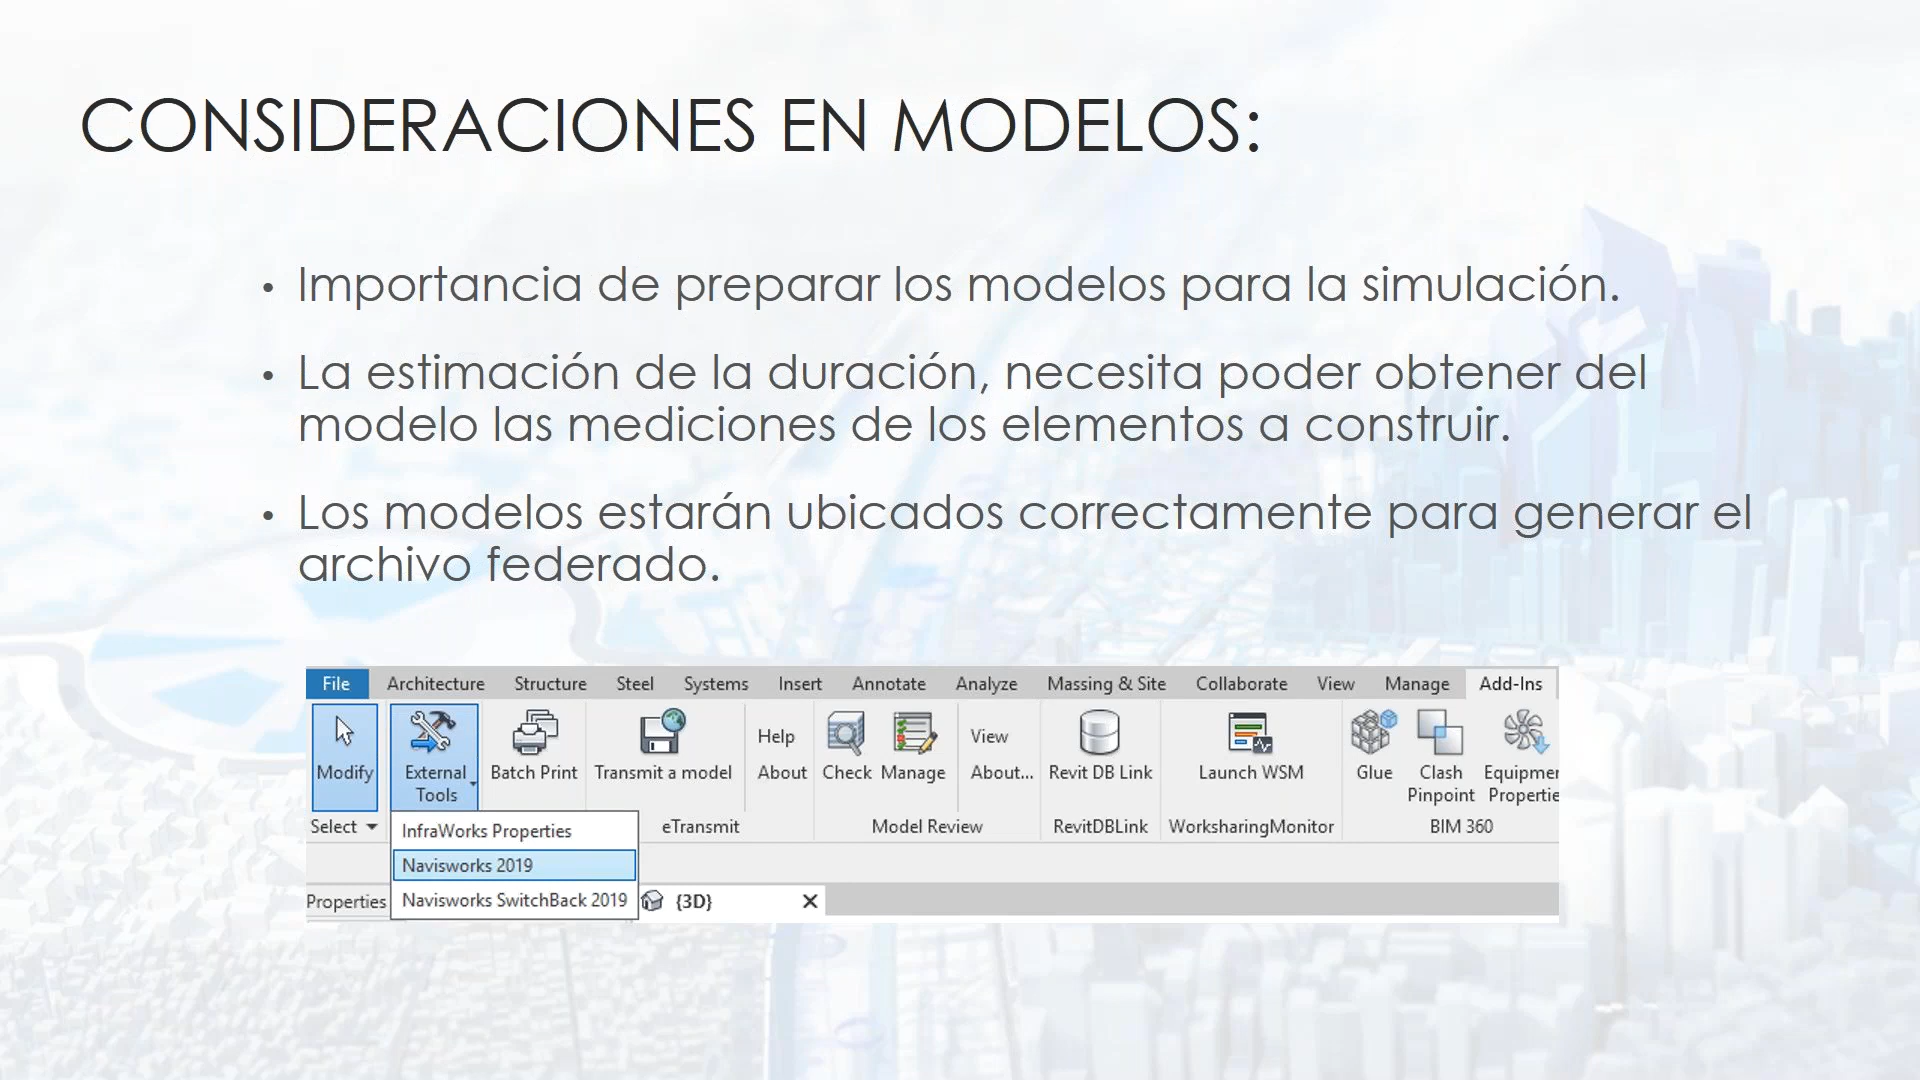 CONSIDERACIONES EN MODELOS:
• Importancia de preparar los modelos para la simulación.
• La estimación de la duración, necesita poder obtener del
modelo las mediciones de los elementos a construir.
• Los modelos estarán ubicados correctamente para generar el
archivo federado.
File Architecture Structure Steel Systems Insert Annotate Analyze Massing & Site Collaborate View Manage Add-Ins
Modify
External
Tools
Batch Print
Transmit a model
Help
About
Check
Manage
View
About...
Revit DB Link
Launch WSM
Glue
Clash
Pinpoint
Equipmen
Propertie
Select
eTransmit
Model Review
RevitDBLink
WorksharingMonitor
BIM 360
InfraWorks Properties
Navisworks 2019
Navisworks SwitchBack 2019
Properties
{3D}